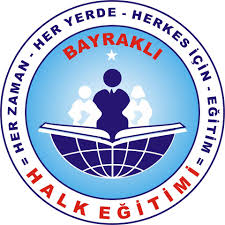 = HER ZAMAN - HER YERDE - HERKES İÇİN - EĞİTİM =
BAYRAKLI
HALK EĞİTİMİ